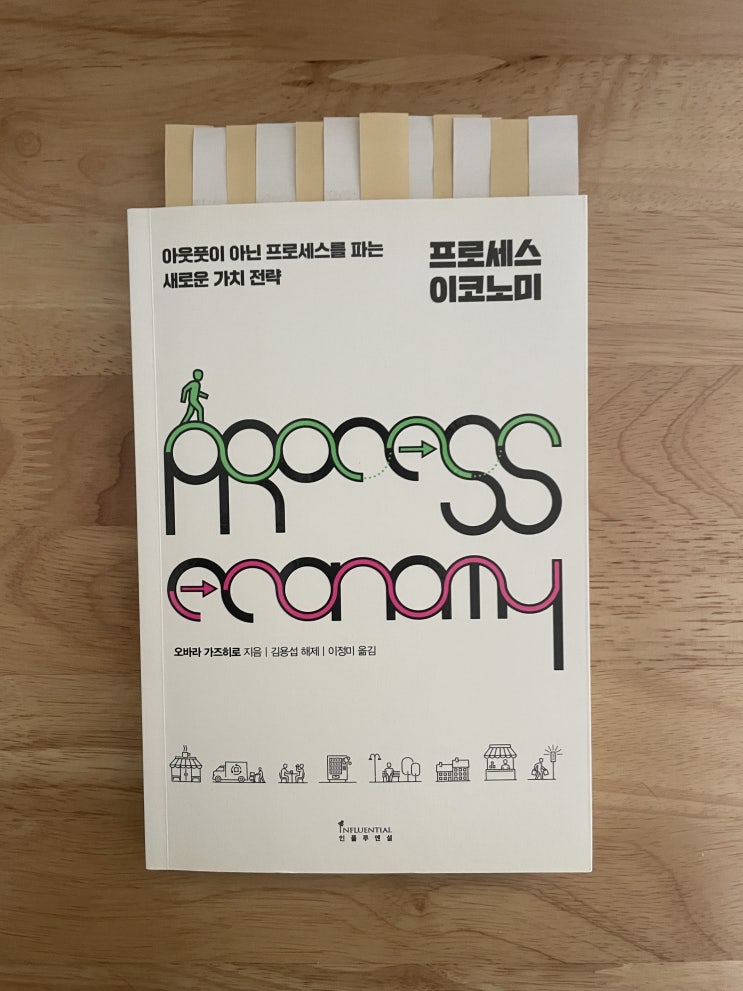 아웃풋이 아닌 프로세스를 파는
새로운 가치 전략
프로세스
이코노미
PROCESS
economy
오바라 가즈히로 지음 | 김용섭 해제 | 이정미 옮김
INFLUENTIAL
인플루엔셜